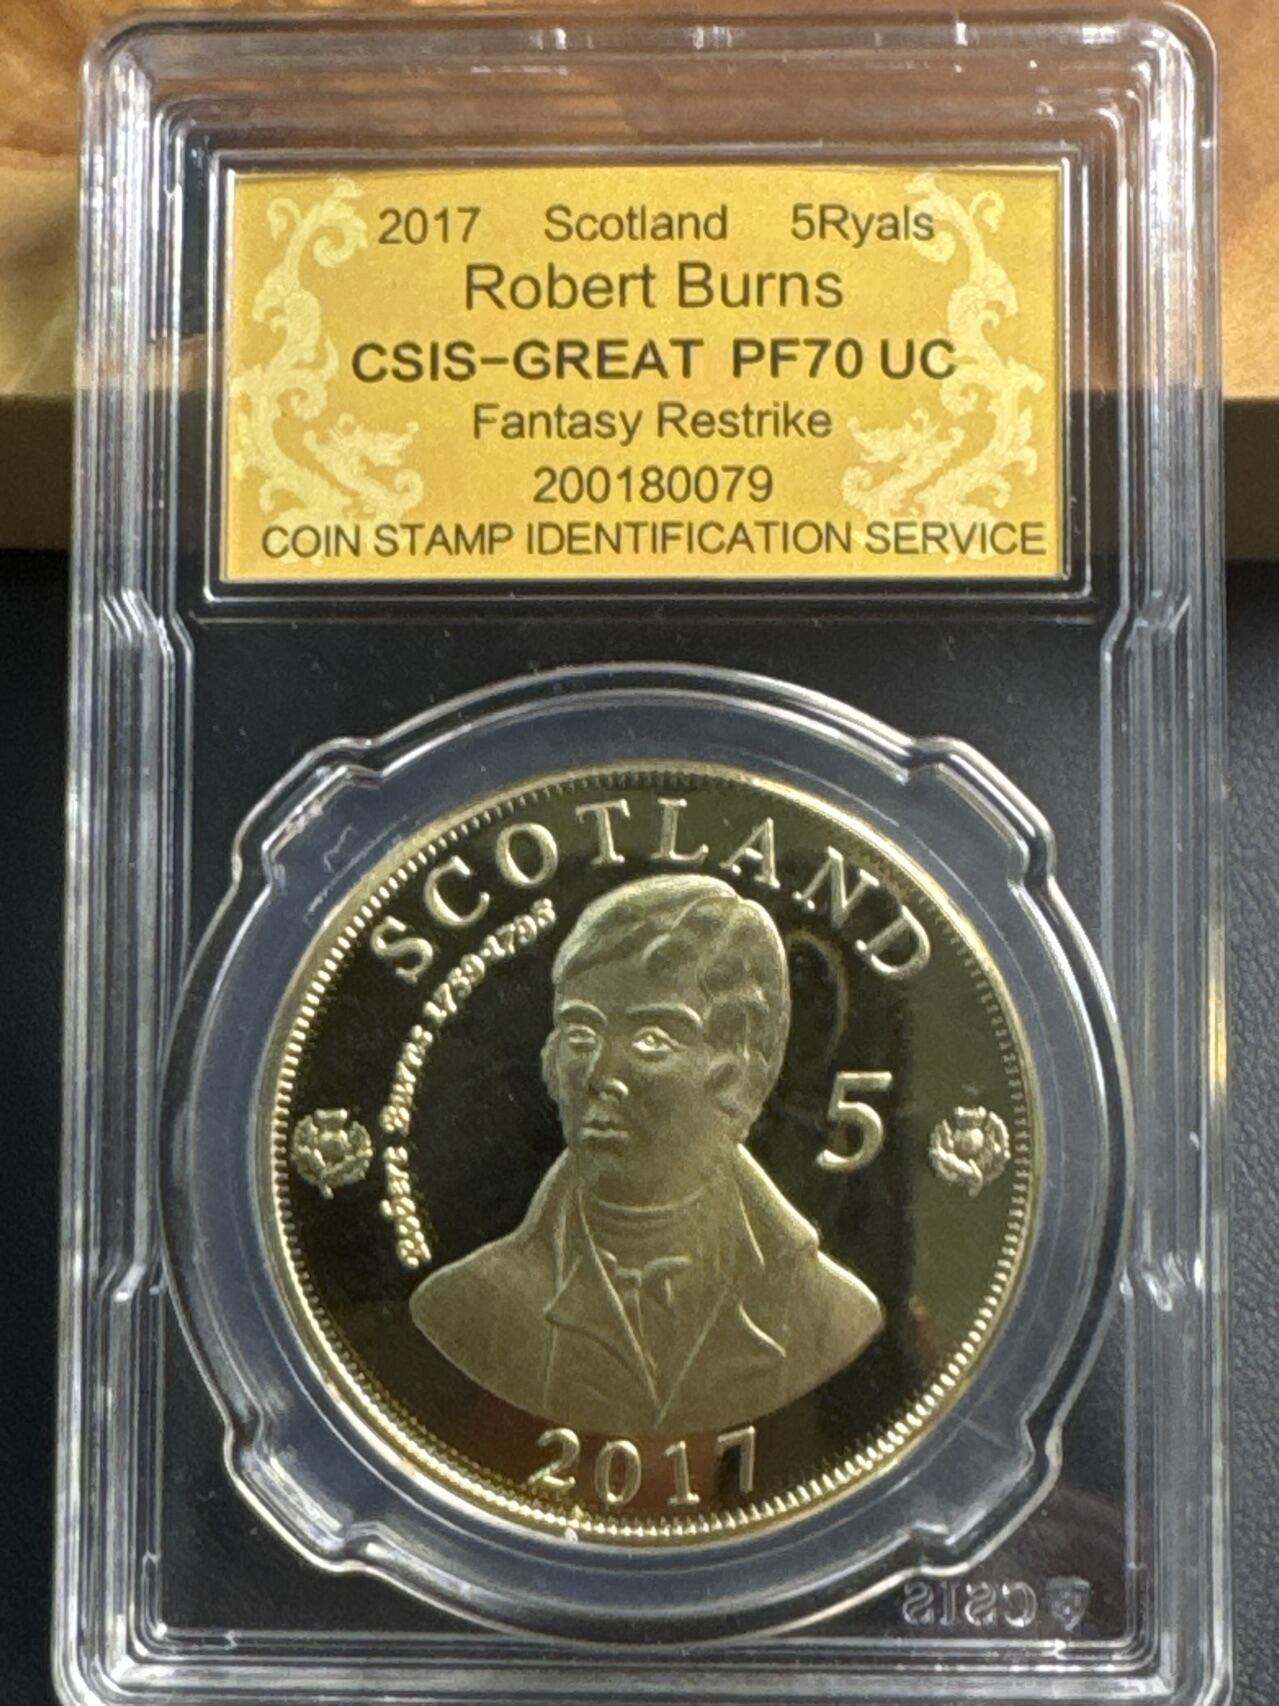 2017 Scotland 5Ryals
Robert Burns
CSIS-GREAT PF70 UC
Fantasy Restrike
200180079
COIN STAMP IDENTIFICATION SERVICE
SCOTLAND
Robert Burns 1759-1796
5
2017
CSIS